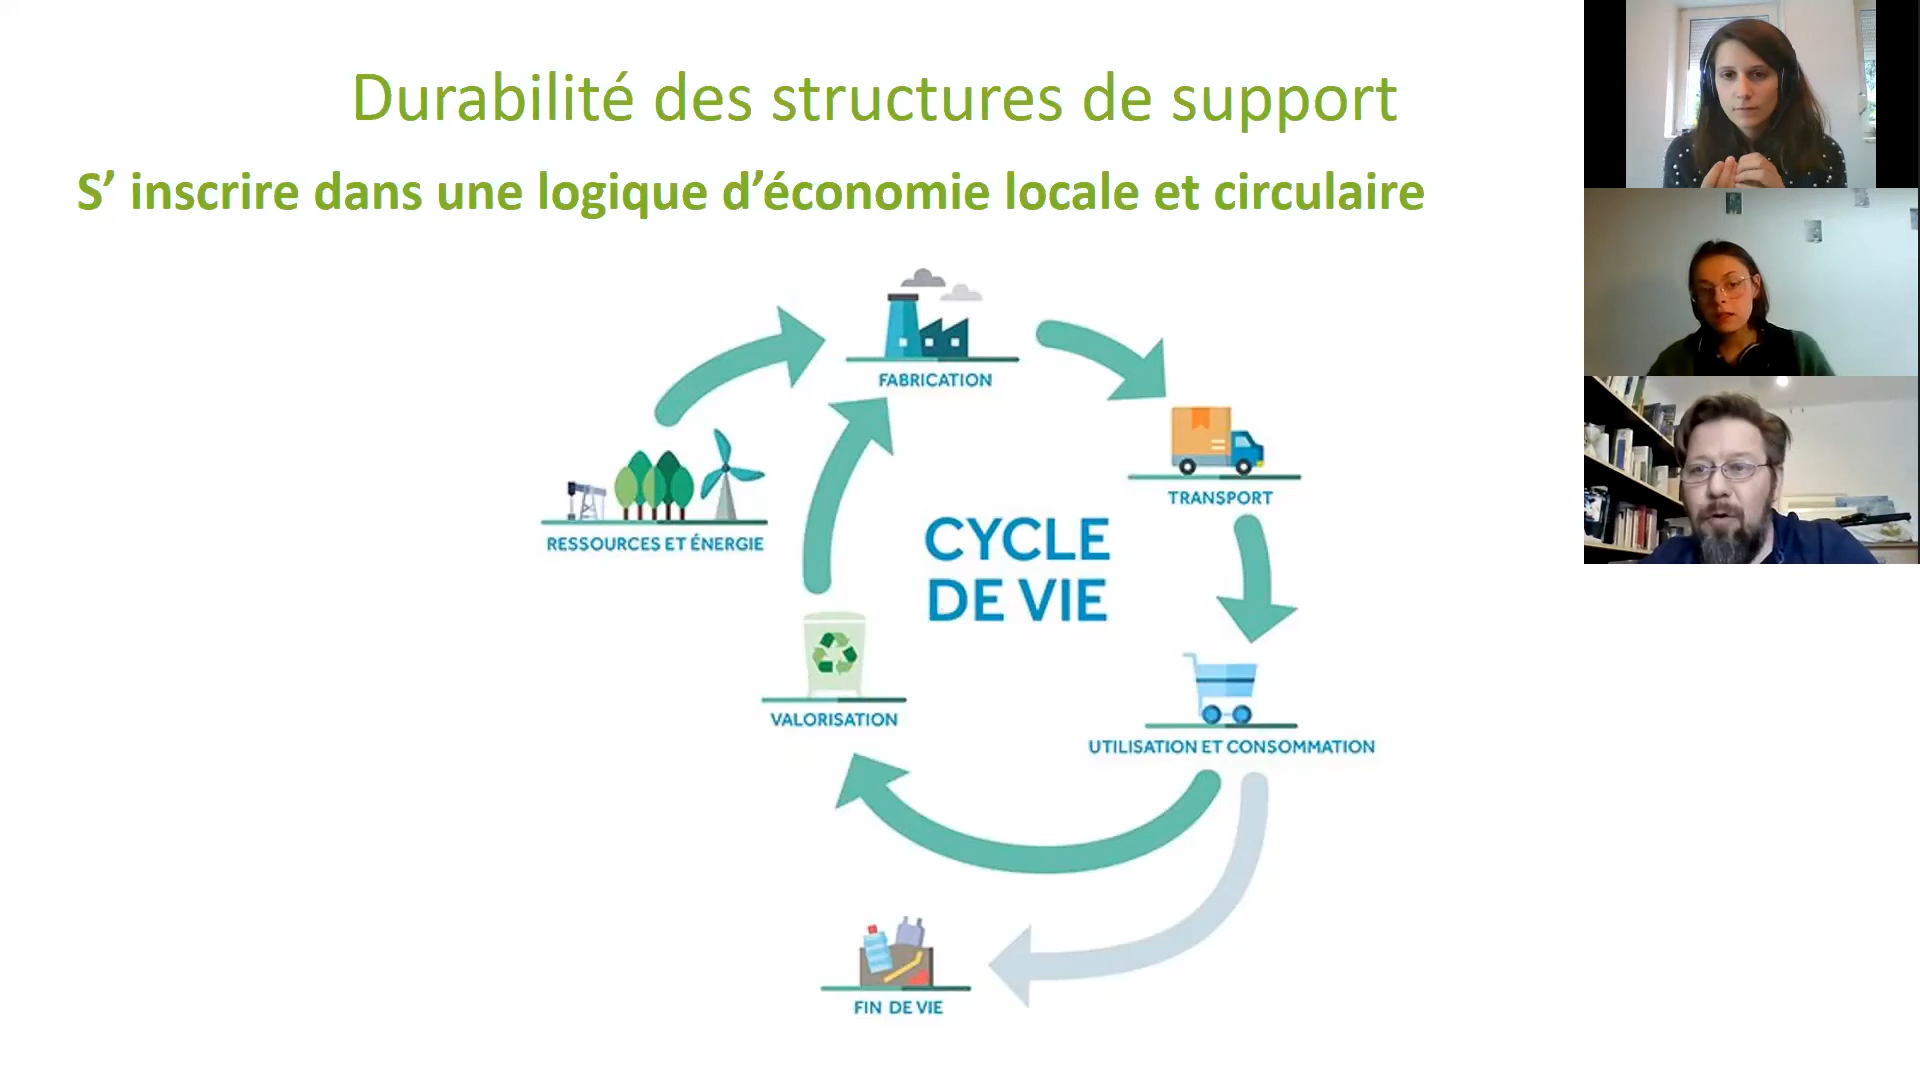 Durabilité des structures de support
S’ inscrire dans une logique d’économie locale et circulaire
FABRICATION
TRANSPORT
RESSOURCES ET ÉNERGIE
CYCLE
DE VIE
VALORISATION
UTILISATION ET CONSOMMATION
FIN DE VIE